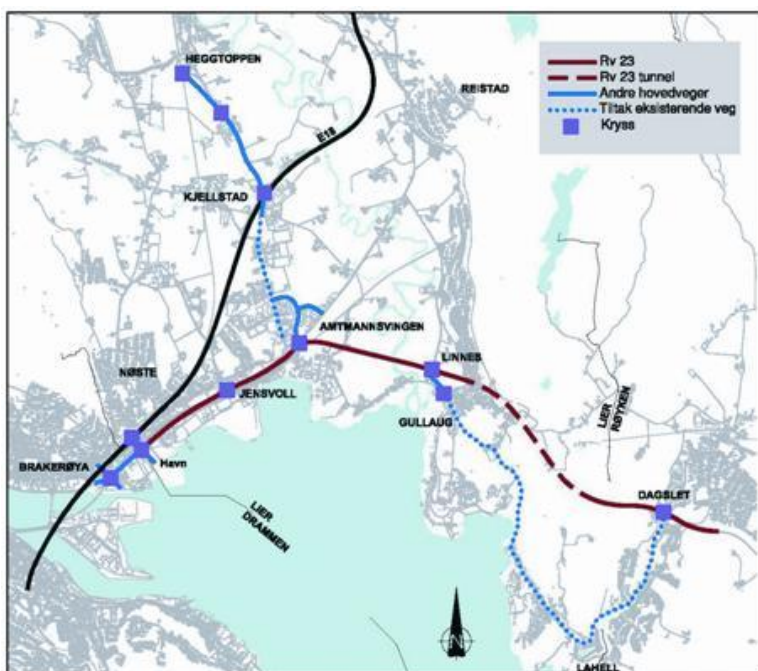 HEGGTOPPEN
REISTAD
Rv 23
Rv 23 tunnel
Andre hovedveger
Tiltak eksisterende veg
Kryss
E18
KJELLSTAD
AMTMANNSVINGEN
LINNES
NØSTE
JENSVOLL
GULLAUG
LIER
RØYKEN
BRAKERØYA
Havn
DAGSLET
LIER
DRAMMEN
N
LAHELL